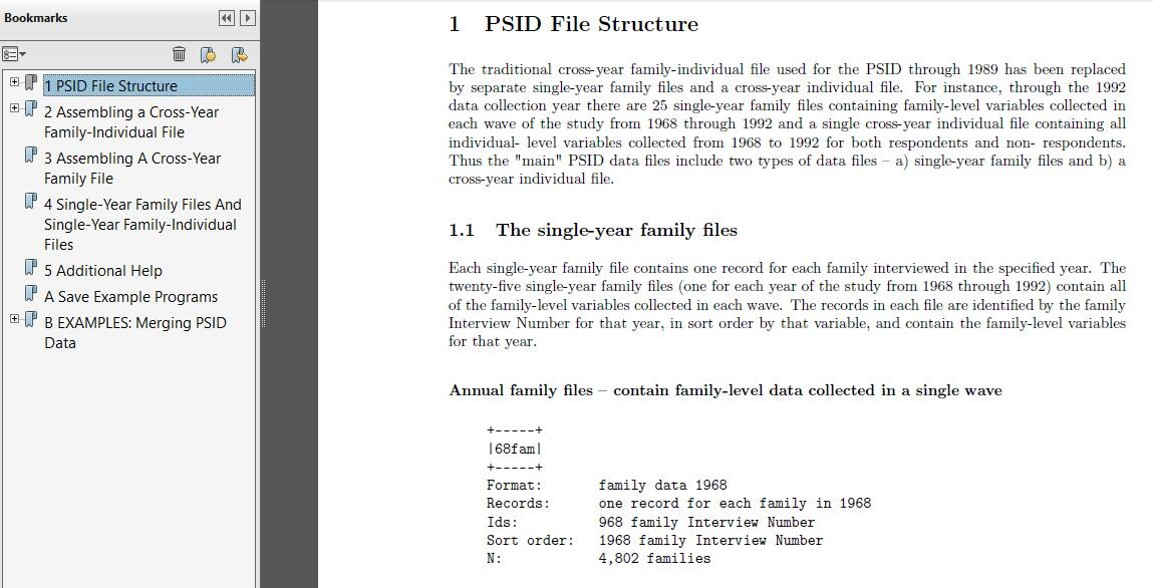 Bookmarks
1 PSID File Structure
2 Assembling a Cross-Year
Family-Individual File
3 Assembling A Cross-Year
Family File
4 Single-Year Family Files And
Single-Year Family-Individual
Files
5 Additional Help
A Save Example Programs
B EXAMPLES: Merging PSID
Data
1 PSID File Structure
The traditional cross-year family-individual file used for the PSID through 1989 has been replaced
by separate single-year family files and a cross-year individual file. For instance, through the 1992
data collection year there are 25 single-year family files containing family-level variables collected in
each wave of the study from 1968 through 1992 and a single cross-year individual file containing all
individual- level variables collected from 1968 to 1992 for both respondents and non- respondents.
Thus the "main" PSID data files include two types of data files – a) single-year family files and b) a
cross-year individual file.
1.1 The single-year family files
Each single-year family file contains one record for each family interviewed in the specified year. The
twenty-five single-year family files (one for each year of the study from 1968 through 1992) contain all
of the family-level variables collected in each wave. The records in each file are identified by the family
Interview Number for that year, in sort order by that variable, and contain the family-level variables
for that year.
Annual family files – contain family-level data collected in a single wave
+-----+
|68fam|
+-----+
Format: family data 1968
Records: one record for each family in 1968
Ids: 968 family Interview Number
Sort order: 1968 family Interview Number
N: 4,802 families